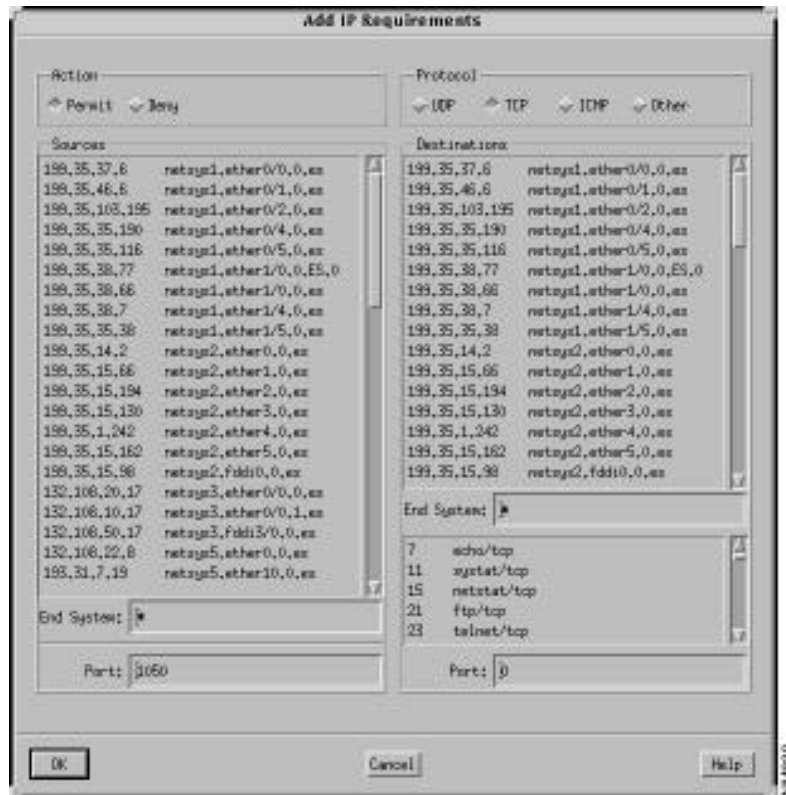 Add IP Requirements
Action
Permit Deny
Protocol
UDP TCP ICMP Other
Sources
199.35.37.6 netsys1.ether0/0.0.es
199.35.46.6 netsys1.ether0/1.0.es
199.35.103.195 netsys1.ether0/2.0.es
199.35.35.190 netsys1.ether0/4.0.es
199.35.35.116 netsys1.ether0/5.0.es
199.35.38.77 netsys1.ether1/0.0.ES.0
199.35.38.66 netsys1.ether1/0.0.es
199.35.38.7 netsys1.ether1/4.0.es
199.35.35.38 netsys1.ether1/5.0.es
199.35.14.2 netsys2.ether0.0.es
199.35.15.66 netsys2.ether1.0.es
199.35.15.194 netsys2.ether2.0.es
199.35.15.130 netsys2.ether3.0.es
199.35.1.242 netsys2.ether4.0.es
199.35.15.162 netsys2.ether5.0.es
199.35.15.98 netsys2.fddi0.0.es
132.108.20.17 netsys3.ether0/0.0.es
132.108.10.17 netsys3.ether0/0.1.es
132.108.50.17 netsys3.fddi3/0.0.es
132.108.22.8 netsys5.ether0.0.es
193.31.7.19 netsys5.ether10.0.es
End System: *
Port: 1050
Destinations
199.35.37.6 netsys1.ether0/0.0.es
199.35.46.6 netsys1.ether0/1.0.es
199.35.103.195 netsys1.ether0/2.0.es
199.35.35.190 netsys1.ether0/4.0.es
199.35.35.116 netsys1.ether0/5.0.es
199.35.38.77 netsys1.ether1/0.0.ES.0
199.35.38.66 netsys1.ether1/0.0.es
199.35.38.7 netsys1.ether1/4.0.es
199.35.35.38 netsys1.ether1/5.0.es
199.35.14.2 netsys2.ether0.0.es
199.35.15.66 netsys2.ether1.0.es
199.35.15.194 netsys2.ether2.0.es
199.35.15.130 netsys2.ether3.0.es
199.35.1.242 netsys2.ether4.0.es
199.35.15.162 netsys2.ether5.0.es
199.35.15.98 netsys2.fddi0.0.es
End System: *
7 echo/tcp
11 systat/tcp
15 netstat/tcp
21 ftp/tcp
23 telnet/tcp
Port: 0
OK Cancel Help